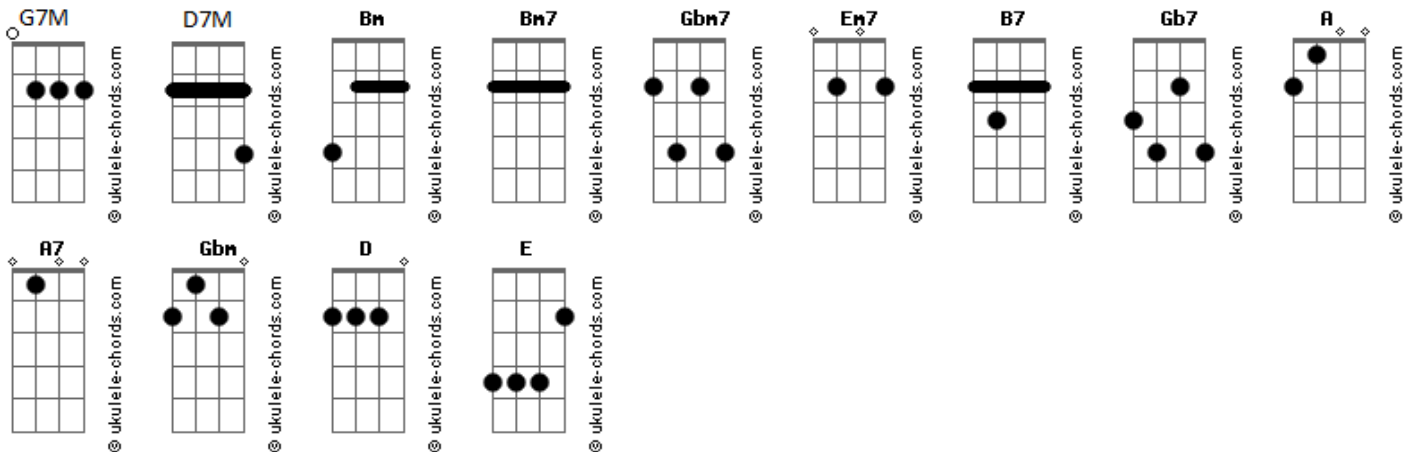 G7M D7M Bm Bm7 Gbm7 Em7 B7 Gb7 A
© ukulele-chords.com © ukulele-chords.com © ukulele-chords.com © ukulele-chords.com © ukulele-chords.com © ukulele-chords.com © ukulele-chords.com © ukulele-chords.com © ukulele-chords.com
A7 Gbm D E
© ukulele-chords.com © ukulele-chords.com © ukulele-chords.com © ukulele-chords.com